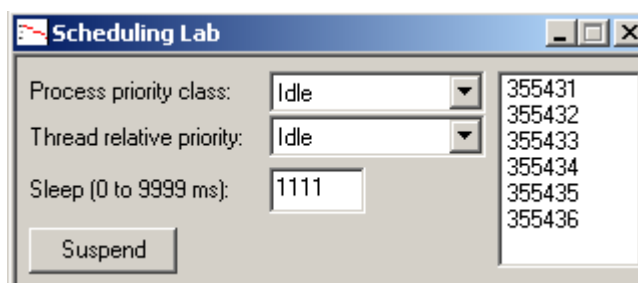 Scheduling Lab
Process priority class: Idle
Thread relative priority: Idle
Sleep (0 to 9999 ms): 1111
Suspend
355431
355432
355433
355434
355435
355436